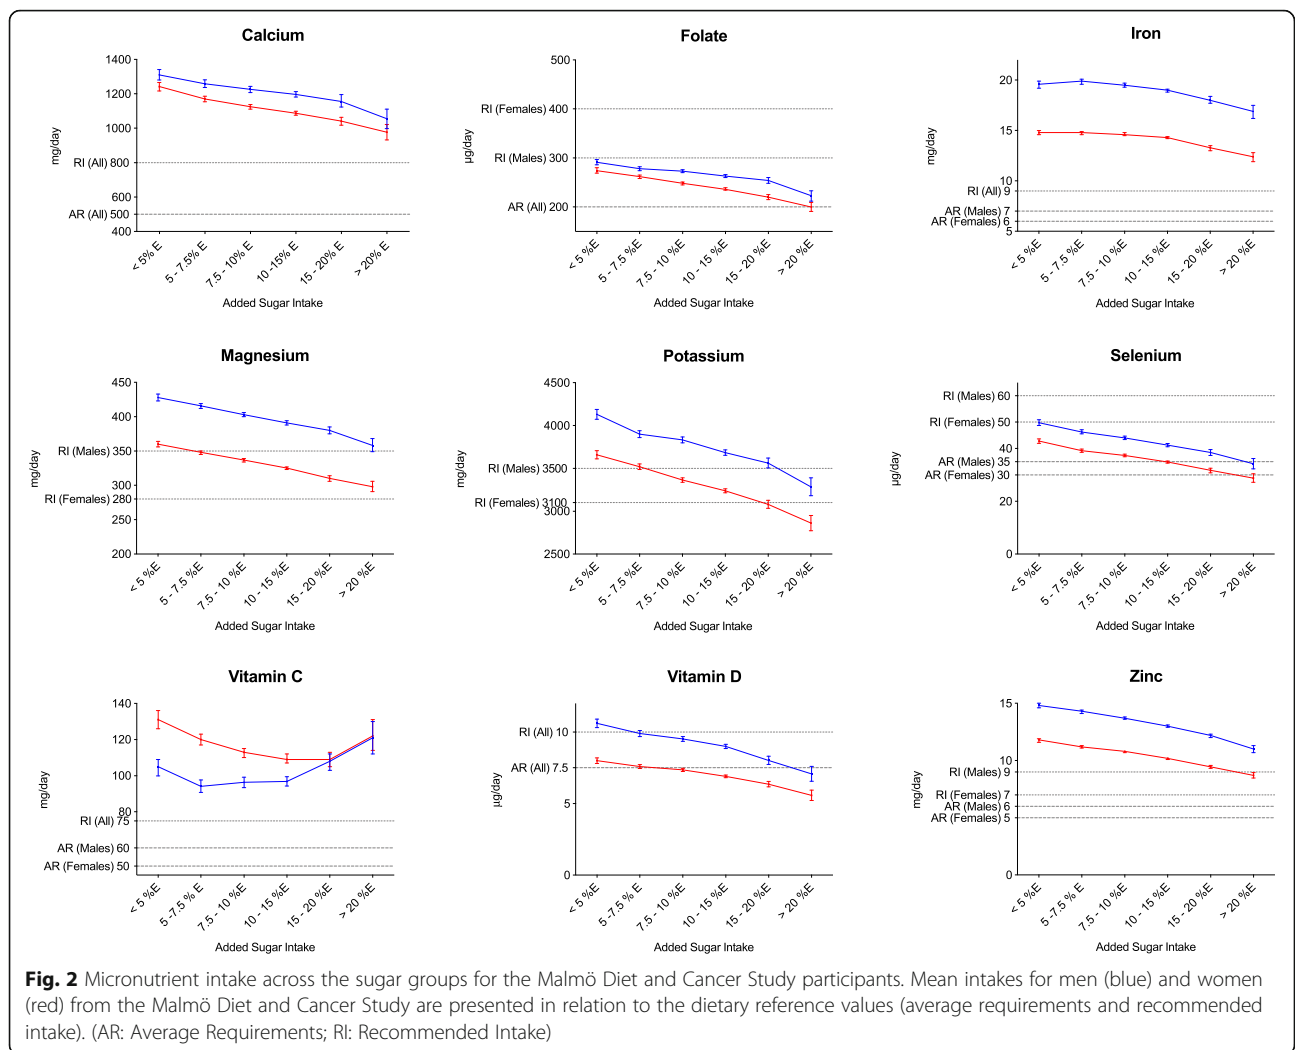 Calcium
1400
1200
1000
RI (All) 800
600
AR (All) 500
400
mg/day
< 5% E
5 - 7.5% E
7.5 - 10% E
10 -15% E
15 - 20% E
> 20% E
Added Sugar Intake
Folate
500
RI (Females) 400
RI (Males) 300
AR (All) 200
µg/day
< 5 %E
5 - 7.5 %E
7.5 - 10 %E
10 - 15 %E
15 - 20 %E
> 20 %E
Added Sugar Intake
Iron
20
15
10
RI (All) 9
AR (Males) 7
AR (Females) 6
5
mg/day
< 5 %E
5 - 7.5 %E
7.5 - 10 %E
10 - 15 %E
15 - 20 %E
> 20 %E
Added Sugar Intake
Magnesium
450
400
RI (Males) 350
300
RI (Females) 280
250
200
mg/day
< 5 %E
5 - 7.5 %E
7.5 - 10 %E
10 - 15 %E
15 - 20 %E
> 20 %E
Added Sugar Intake
Potassium
4500
4000
RI (Males) 3500
RI (Females) 3100
3000
2500
mg/day
< 5 %E
5 - 7.5 %E
7.5 - 10 %E
10 - 15 %E
15 - 20 %E
> 20 %E
Added Sugar Intake
Selenium
RI (Males) 60
RI (Females) 50
40
AR (Males) 35
AR (Females) 30
20
0
µg/day
< 5 %E
5 - 7.5 %E
7.5 - 10 %E
10 - 15 %E
15 - 20 %E
> 20 %E
Added Sugar Intake
Vitamin C
140
120
100
80
RI (All) 75
AR (Males) 60
AR (Females) 50
mg/day
< 5 %E
5 -7.5 % E
7.5 - 10 %E
10 - 15 %E
15 - 20 %E
> 20 %E
Added Sugar Intake
Vitamin D
RI (All) 10
AR (All) 7.5
5
0
µg/day
< 5 %E
5 -7.5 % E
7.5 - 10 %E
10 - 15 %E
15 - 20 %E
> 20 %E
Added Sugar Intake
Zinc
15
10
RI (Males) 9
RI (Females) 7
AR (Males) 6
AR (Females) 5
0
mg/day
< 5 %E
5 -7.5 %E
7.5 - 10 %E
10 - 15 %E
15 - 20 %E
> 20 %E
Added Sugar Intake
Fig. 2 Micronutrient intake across the sugar groups for the Malmö Diet and Cancer Study participants. Mean intakes for men (blue) and women
(red) from the Malmö Diet and Cancer Study are presented in relation to the dietary reference values (average requirements and recommended
intake). (AR: Average Requirements; RI: Recommended Intake)